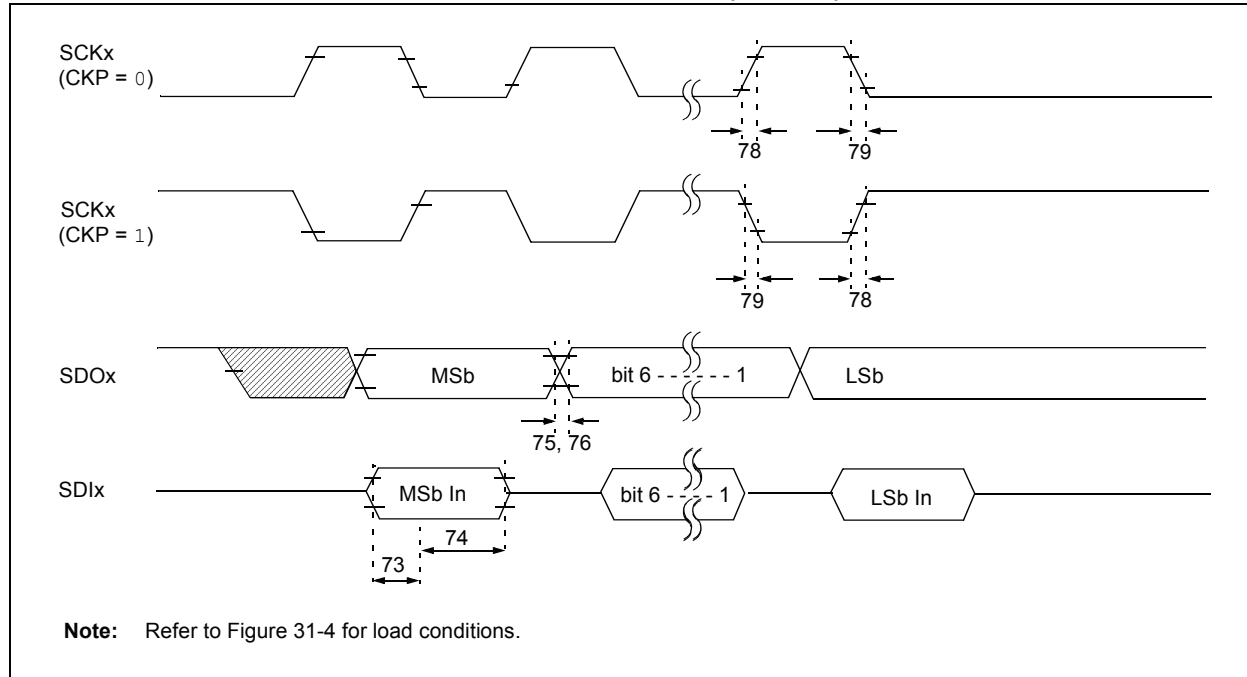 SCKx
(CKP = 0)
78
79
SCKx
(CKP = 1)
79
78
SDOx
MSb
bit 6 - - - - - - 1
LSb
75, 76
SDIx
MSb In
bit 6 - - - - 1
LSb In
74
73
Note: Refer to Figure 31-4 for load conditions.